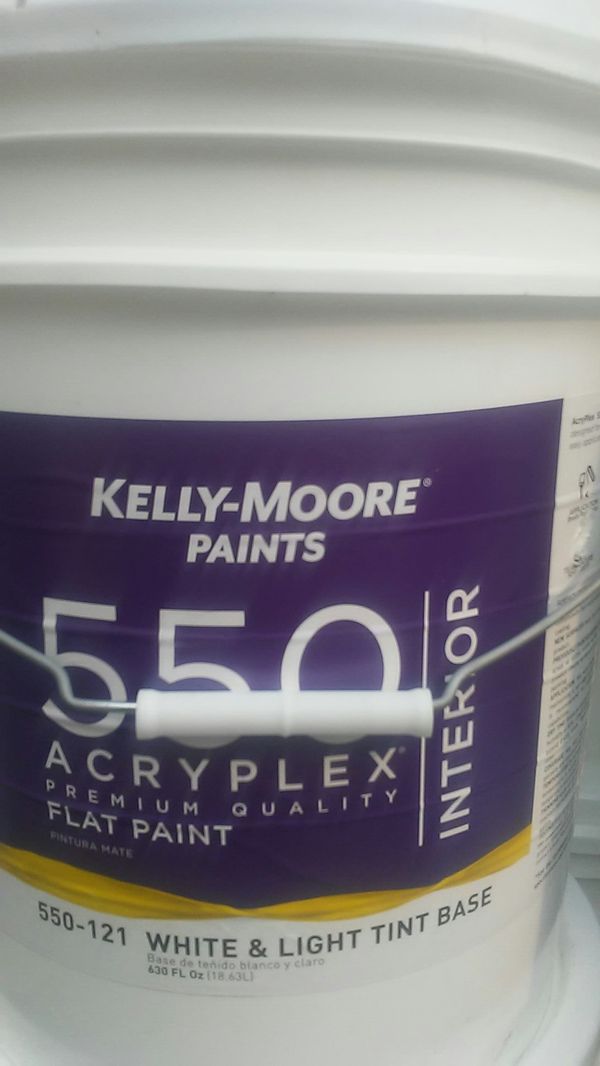 KELLY-MOORE®
PAINTS
550
ACRYPLEX®
PREMIUM QUALITY
FLAT PAINT
PINTURA MATE
INTERIOR
550-121 WHITE & LIGHT TINT BASE
Base de teñido blanco y claro
630 FL Oz (18.63L)